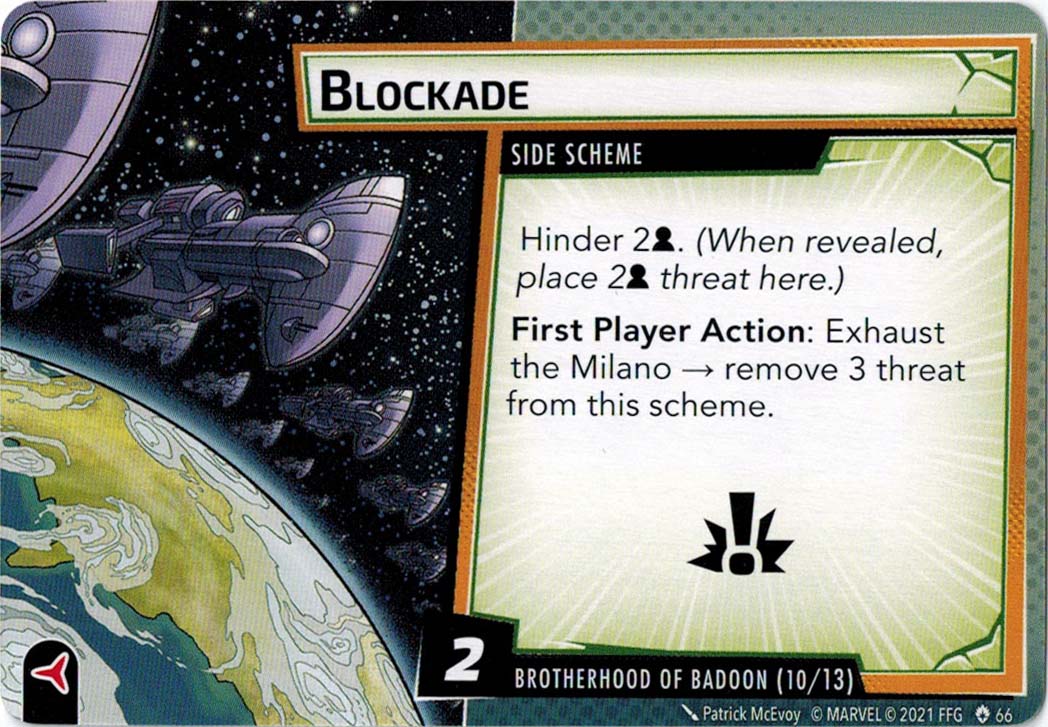 BLOCKADE
SIDE SCHEME
Hinder 2. (When revealed,
place 2 threat here.)
First Player Action: Exhaust
the Milano → remove 3 threat
from this scheme.
2
BROTHERHOOD OF BADOON (10/13)
Patrick McEvoy © MARVEL © 2021 FFG 66